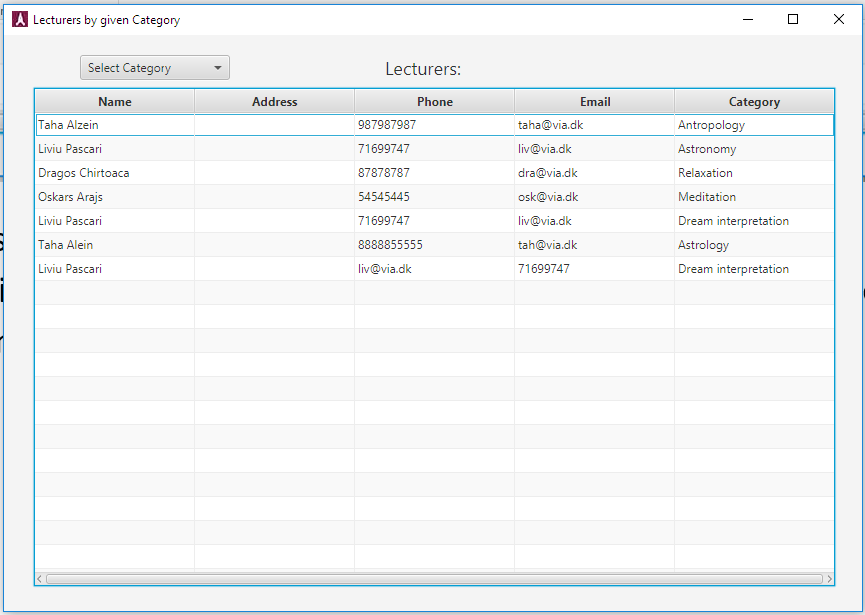 Lecturers by given Category
Select Category
Lecturers:
Name Address Phone Email Category
Taha Alzein 987987987 taha@via.dk Antropology
Liviu Pascari 71699747 liv@via.dk Astronomy
Dragos Chirtoaca 87878787 dra@via.dk Relaxation
Oskars Arajs 54545445 osk@via.dk Meditation
Liviu Pascari 71699747 liv@via.dk Dream interpretation
Taha Alein 8888855555 tah@via.dk Astrology
Liviu Pascari liv@via.dk 71699747 Dream interpretation